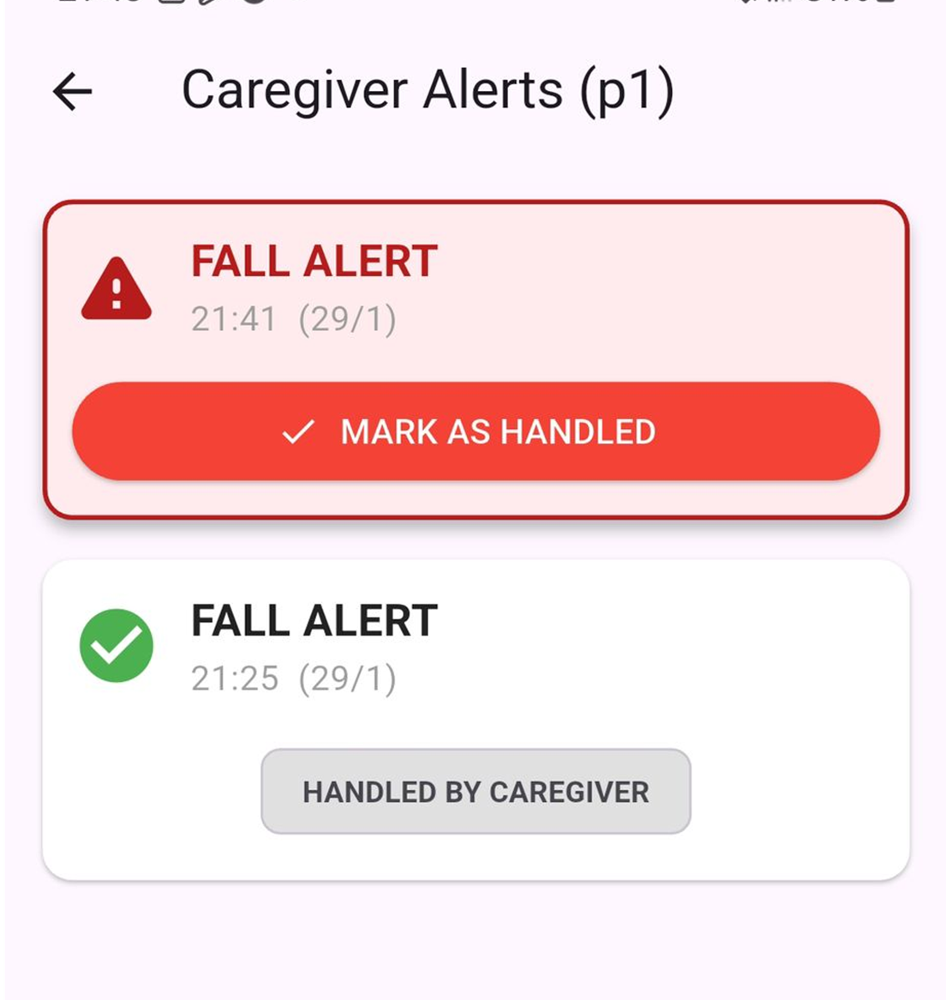 Caregiver Alerts (p1)
FALL ALERT
21:41 (29/1)
MARK AS HANDLED
FALL ALERT
21:25 (29/1)
HANDLED BY CAREGIVER